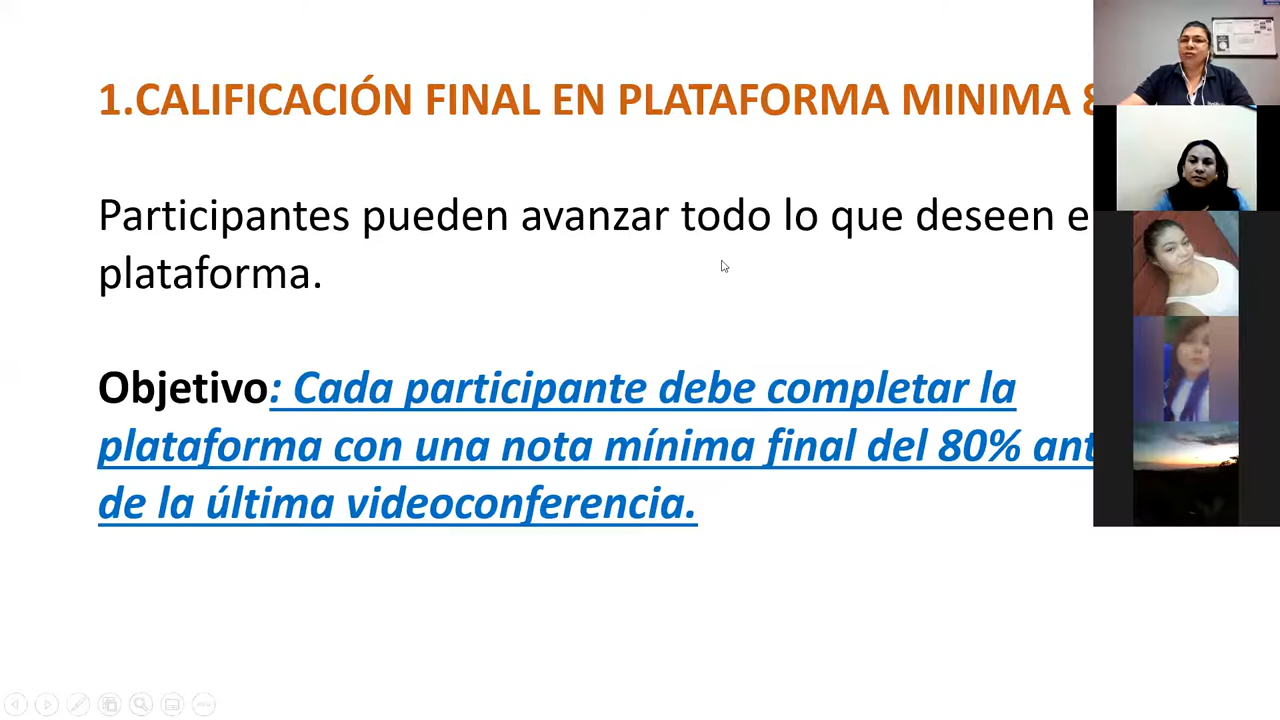 1.CALIFICACIÓN FINAL EN PLATAFORMA MINIMA
Participantes pueden avanzar todo lo que deseen
plataforma.
Objetivo: Cada participante debe completar la
plataforma con una nota mínima final del 80%
de la última videoconferencia.